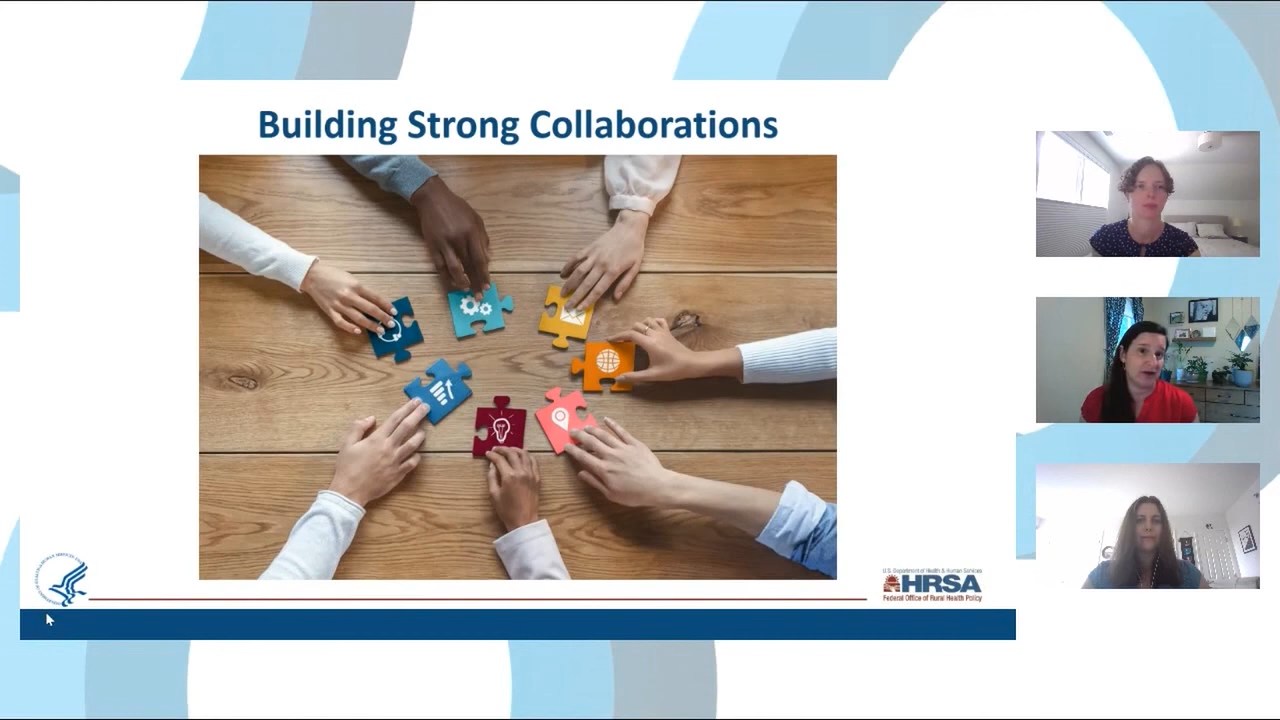 Building Strong Collaborations
U.S. Department of Health & Human Services
HRSA
Federal Office of Rural Health Policy